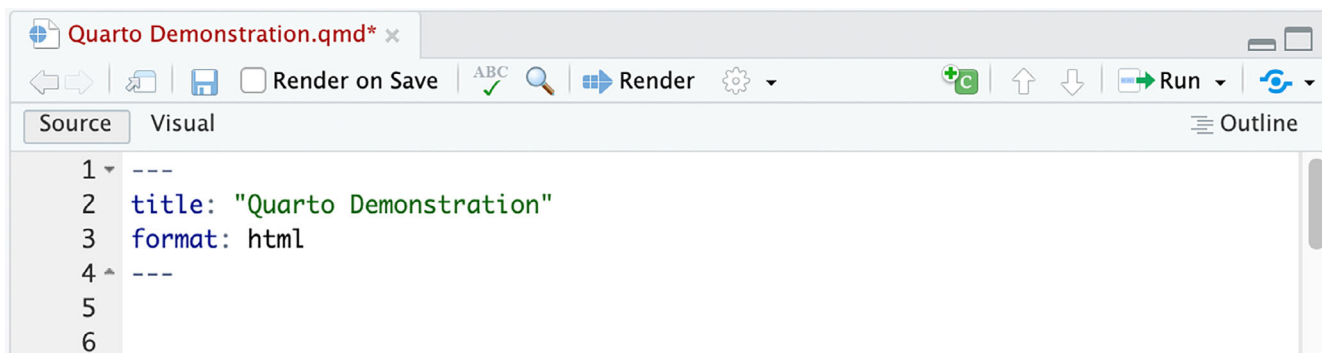 Quarto Demonstration.qmd*
Render on Save ABC Render C Run
Source Visual Outline
1 ---
2 title: "Quarto Demonstration"
3 format: html
4 ---
5
6